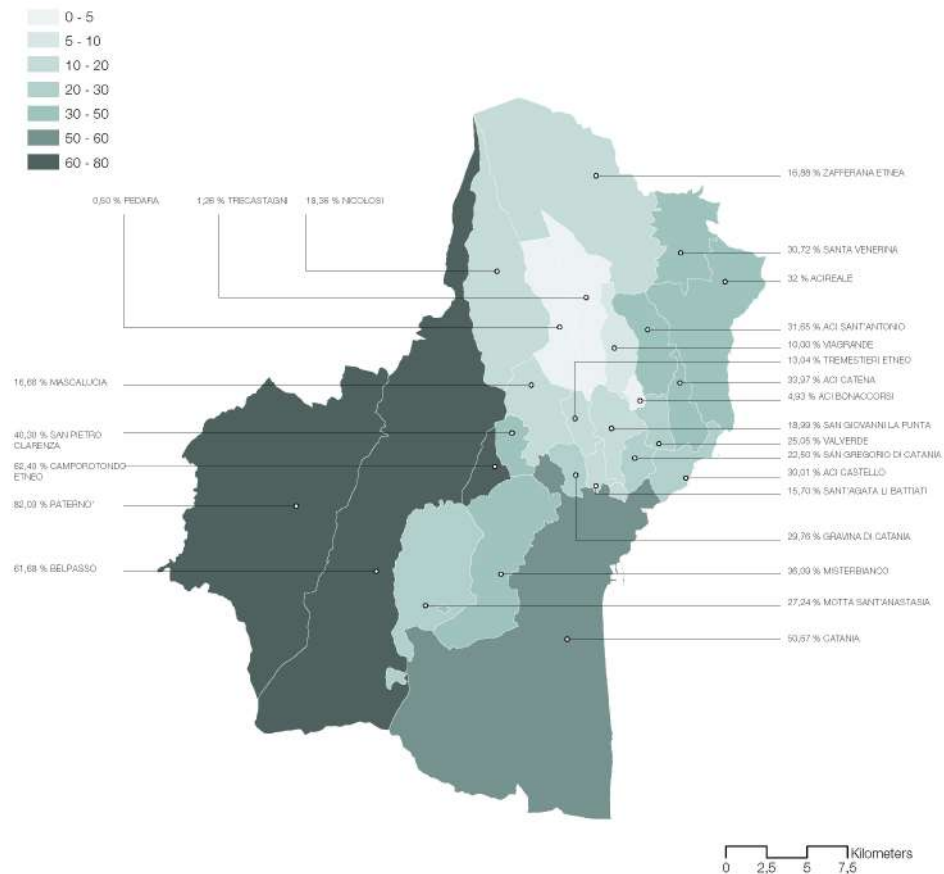 0 - 5
5 - 10
10 - 20
20 - 30
30 - 50
50 - 60
60 - 80
16,88 % ZAFFERANA ETNEA
0,50 % PEDARA
1,26 % TRECASTAGNI
18,36 % NICOLOSI
30,72 % SANTA VENERINA
32 % ACIREALE
31,65 % ACI SANT'ANTONIO
10,00 % VIAGRANDE
13,04 % TREMESTIERI ETNEO
16,68 % MASCALUCIA
33,97 % ACI CATENA
4,93 % ACI BONACCORSI
18,99 % SAN GIOVANNI LA PUNTA
40,30 % SAN PIETRO
CLARENZA
25,05 % VALVERDE
22,50 % SAN GREGORIO DI CATANIA
62,40 % CAMPOROTONDO
ETNEO
30,01 % ACI CASTELLO
15,70 % SANT'AGATA LI BATTIATI
82,03 % PATERNO'
29,76 % GRAVINA DI CATANIA
61,68 % BELPASSO
36,09 % MISTERBIANCO
27,24 % MOTTA SANT'ANASTASIA
50,67 % CATANIA
Kilometers
0 2,5 5 7,5